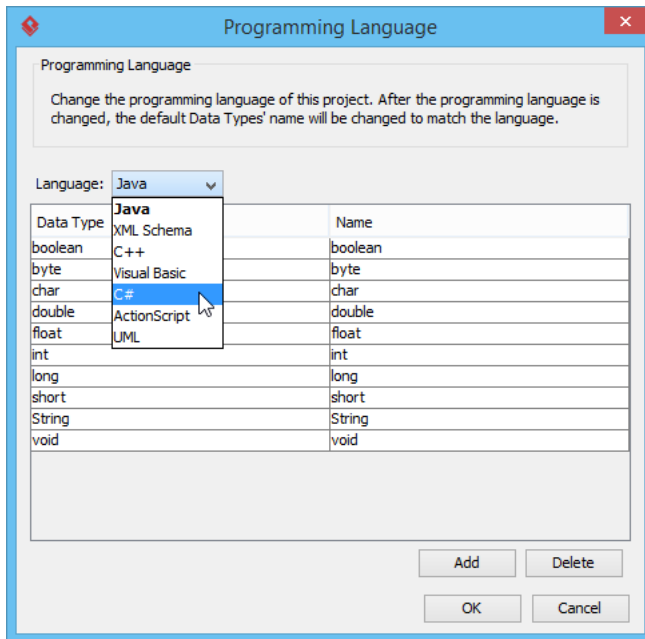 Programming Language
Programming Language
Change the programming language of this project. After the programming language is
changed, the default Data Types' name will be changed to match the language.
Language: Java
Java
XML Schema
C++
Visual Basic
C#
ActionScript
UML
Data Type Name
boolean boolean
byte byte
char char
double double
float float
int int
long long
short short
String String
void void
Add Delete
OK Cancel